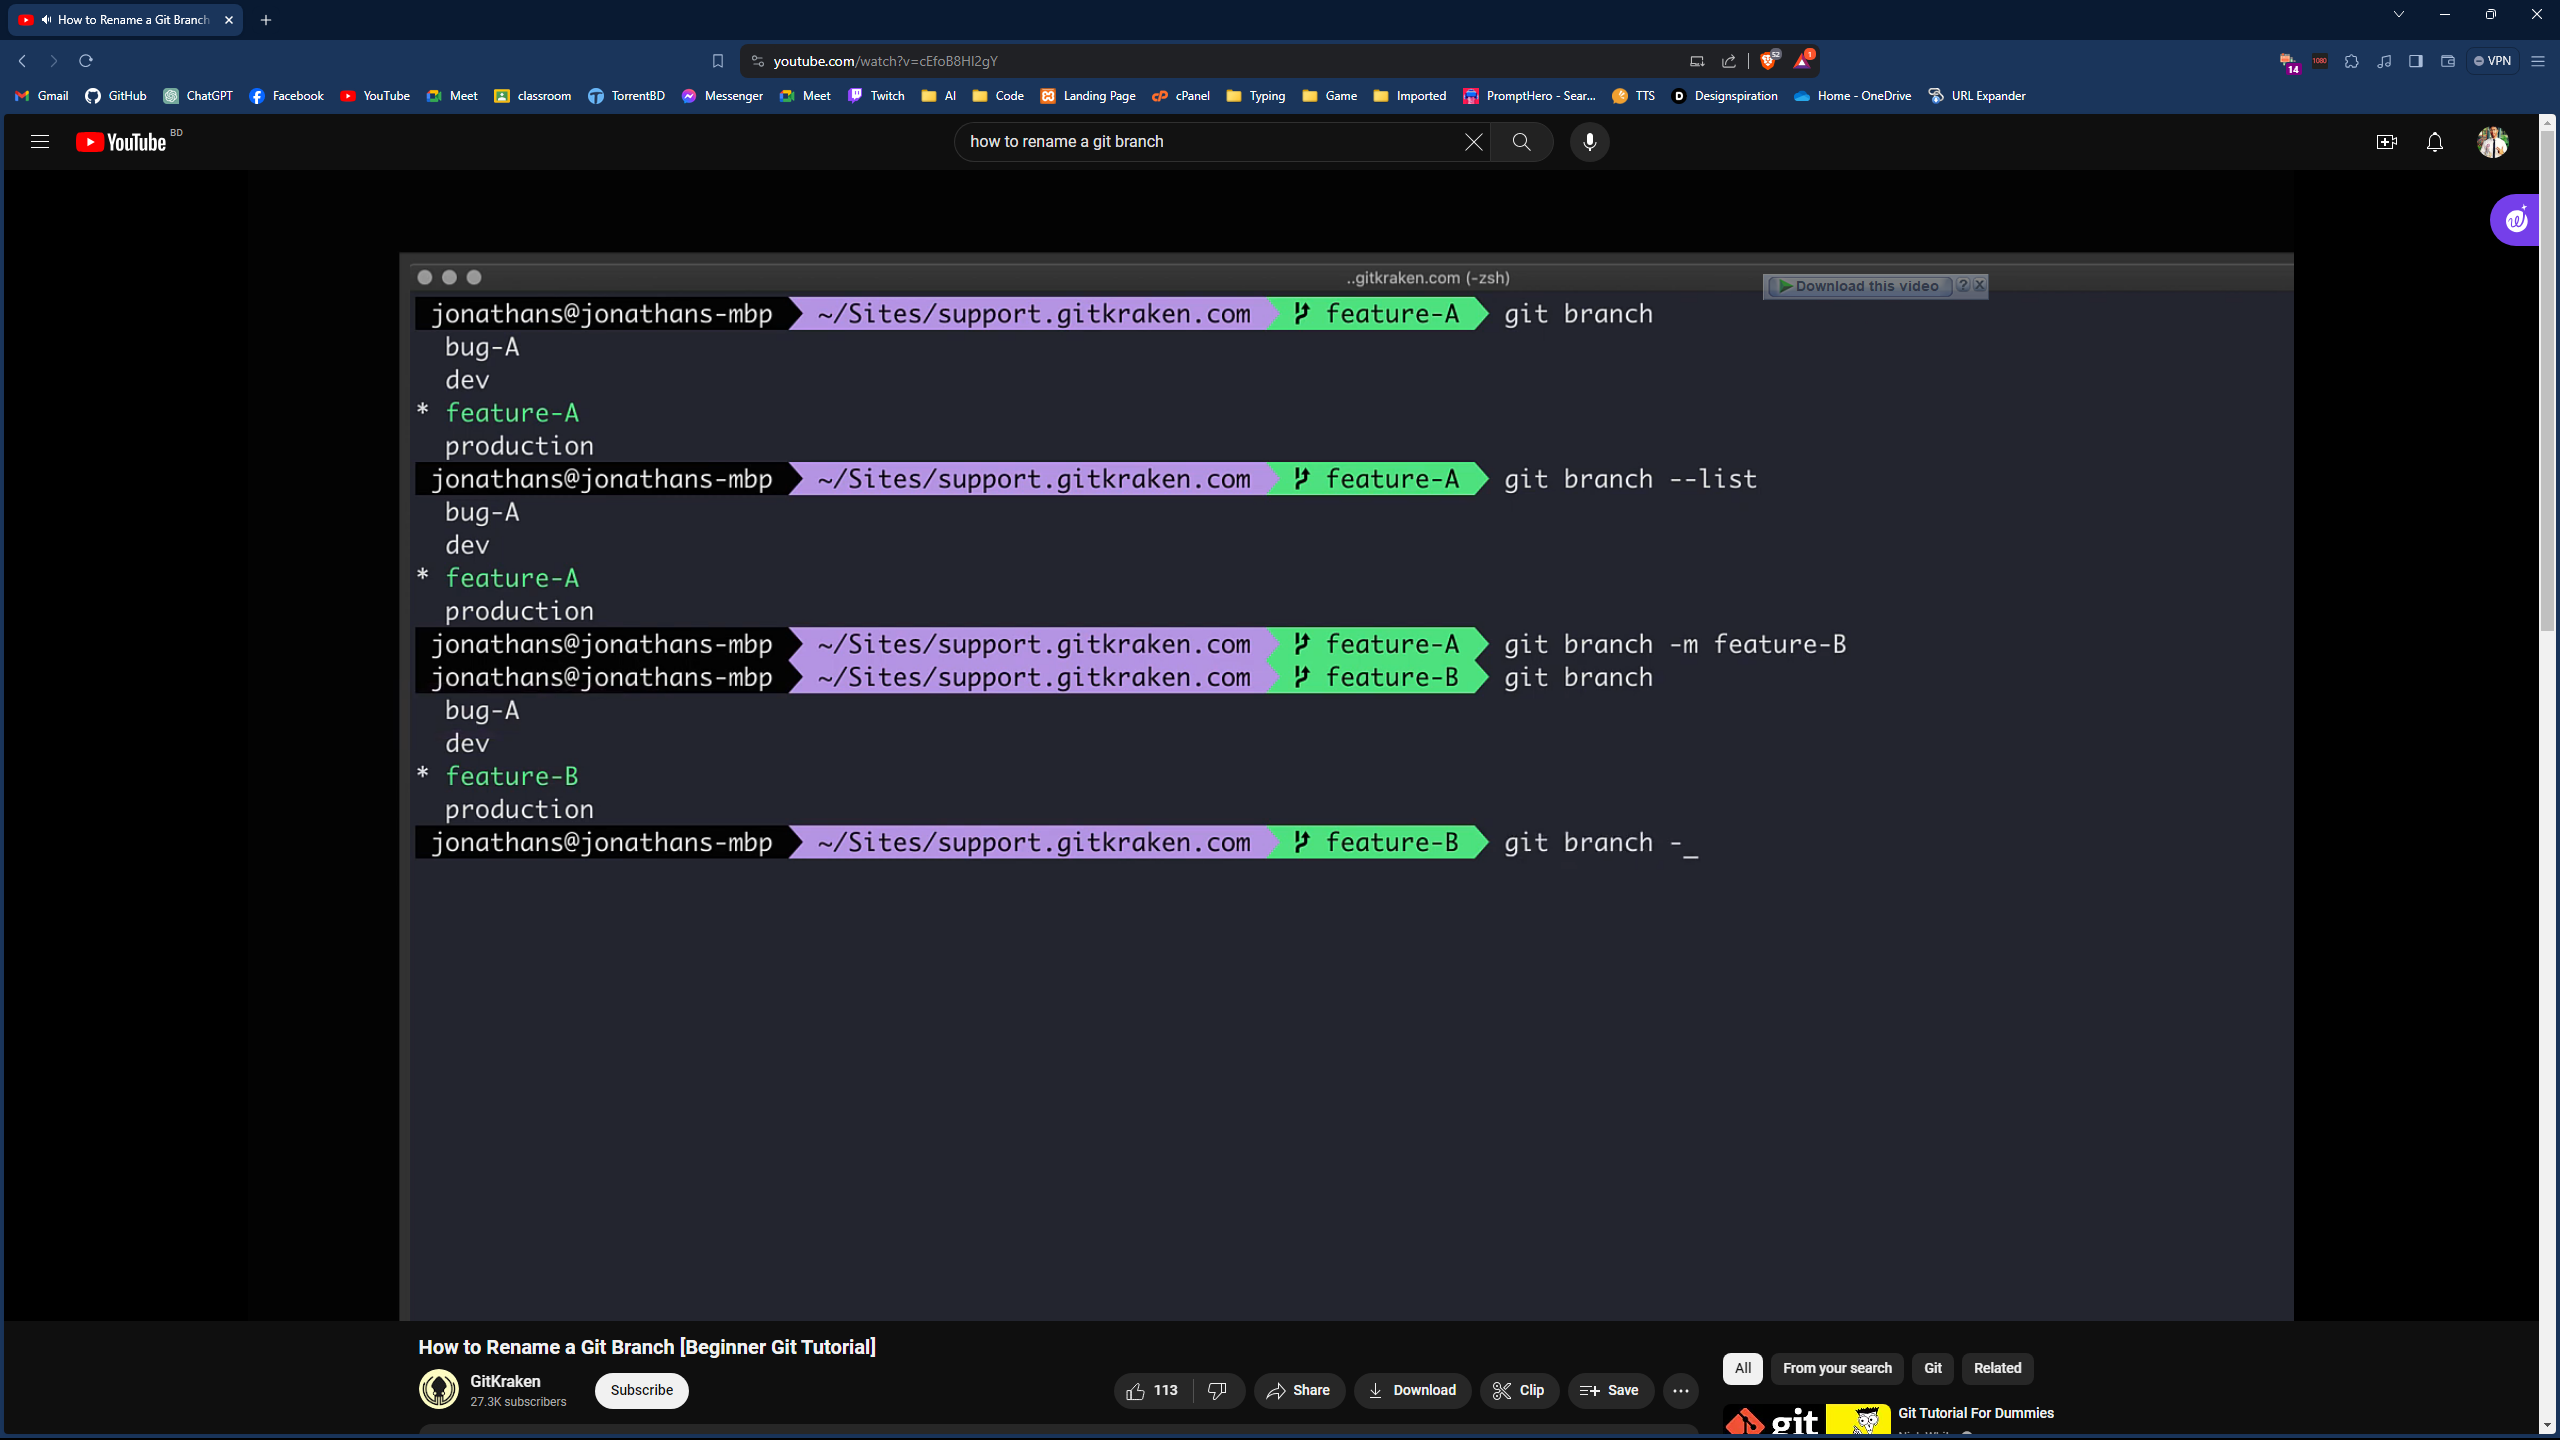 How to Rename a Git Branch
youtube.com/watch?v=cEfoB8HI2gY
52
1
14
1080
VPN
Gmail GitHub ChatGPT Facebook YouTube Meet classroom TorrentBD Messenger Meet Twitch AI Code Landing Page cPanel Typing Game Imported PromptHero - Sear... TTS Designspiration Home - OneDrive URL Expander
YouTube BD
how to rename a git branch
..gitkraken.com (-zsh)
Download this video ? X
jonathans@jonathans-mbp ~/Sites/support.gitkraken.com feature-A git branch
bug-A
dev
* feature-A
production
jonathans@jonathans-mbp ~/Sites/support.gitkraken.com feature-A git branch --list
bug-A
dev
* feature-A
production
jonathans@jonathans-mbp ~/Sites/support.gitkraken.com feature-A git branch -m feature-B
jonathans@jonathans-mbp ~/Sites/support.gitkraken.com feature-B git branch
bug-A
dev
* feature-B
production
jonathans@jonathans-mbp ~/Sites/support.gitkraken.com feature-B git branch -_
How to Rename a Git Branch [Beginner Git Tutorial]
GitKraken
27.3K subscribers
Subscribe
113 Share Download Clip Save ...
All From your search Git Related
git
Git Tutorial For Dummies